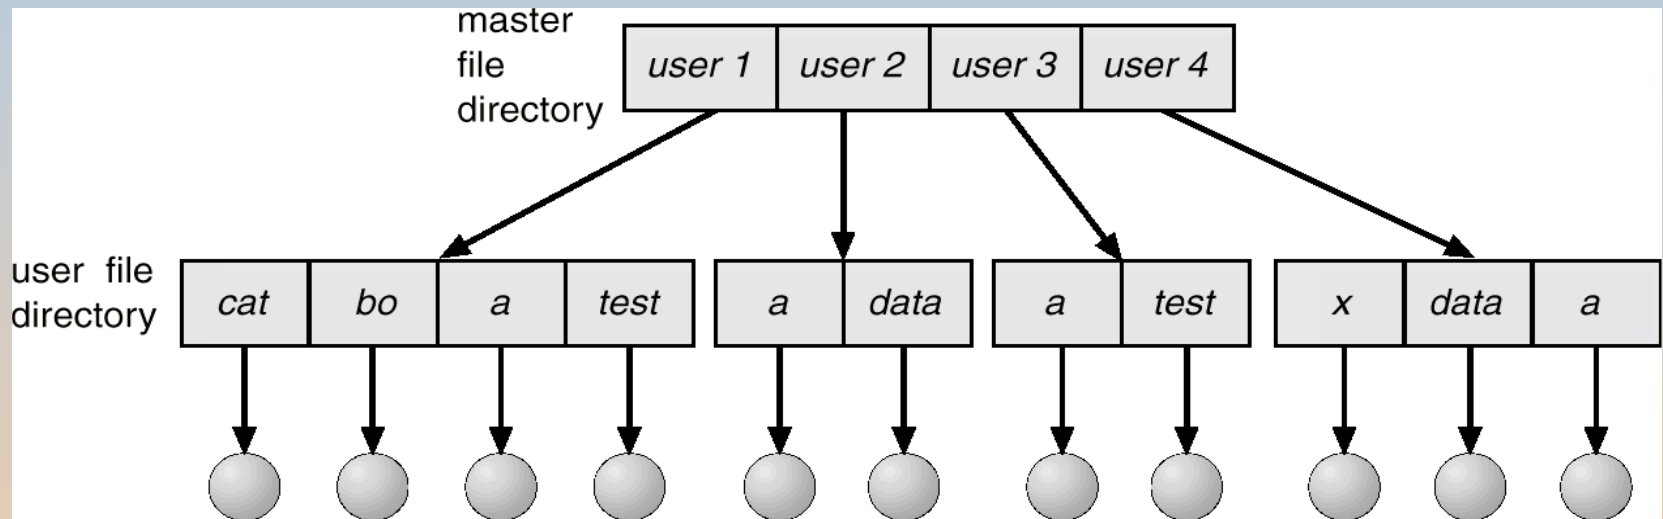 master
file
directory
user 1 user 2 user 3 user 4
user file
directory
cat bo a test a data a test x data a